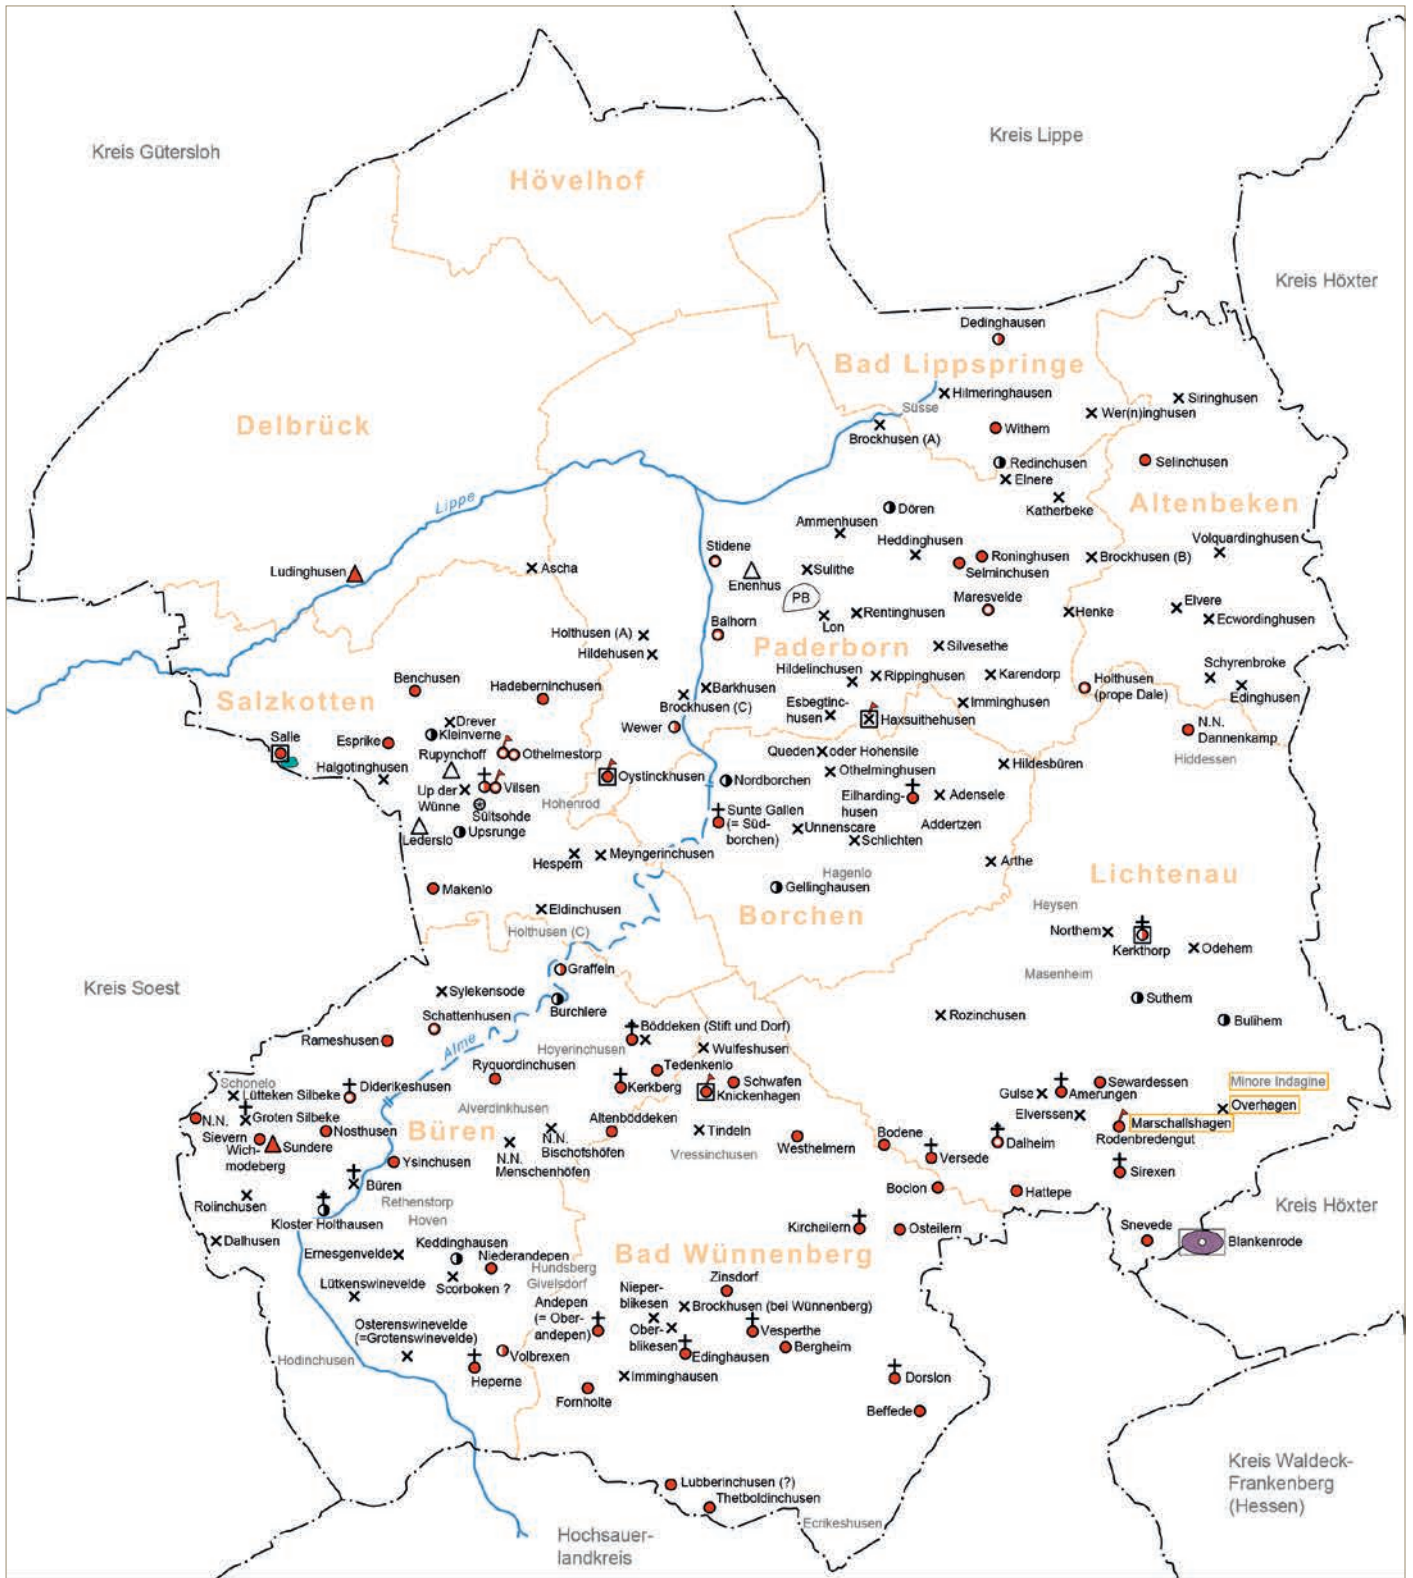 Kreis Gütersloh
Kreis Lippe
Hövelhof
Kreis Höxter
Dedinghausen
Bad Lippspringe
Hilmeringhausen
Süsse
Siringhusen
Wer(n)inghusen
Delbrück
Brockhusen (A)
Withem
Redinchusen
Selinchusen
Elnere
Lippe
Katherbeke
Altenbeken
Dören
Ammenhusen
Heddinghusen
Volquardinghusen
Stidene
Roninghusen
Brockhusen (B)
Ludinghusen
Ascha
Enenhus
Sulithe
Selminchusen
PB
Maresvelde
Elvere
Rentinghusen
Henke
Lon
Ecwordinghusen
Balhorn
Holthusen (A)
Paderborn
Silvesethe
Hildehusen
Hildelinchusen
Rippinghusen
Karendorp
Schyrenbroke
Holthusen
(prope Dale)
Edinghusen
Benchusen
Hadeberninchusen
Barkhusen
Salzkotten
Brockhusen (C)
Esbegtinc-
husen
Imminghusen
Haxsuithehusen
Drever
Wewer
N.N.
Dannenkamp
Salle
Esprike
Kleinverne
Rupynchoff
Othelmestorp
Queden
oder Hohensile
Hiddessen
Halgotinghusen
Hildesbüren
Othelminghusen
Oystinckhusen
Nordborchen
Up der
Wünne
Vilsen
Eilharding-
husen
Adensele
Hohenrod
Sültsohde
Sunte Gallen
(= Süd-
borchen)
Addertzen
Lederslo
Upsrunge
Unnenscare
Schlichten
Hespern
Meyngerinchusen
Arthe
Hagenlo
Lichtenau
Makenlo
Gellinghausen
Eldinchusen
Borchen
Heysen
Holthusen (C)
Northem
Kerkthorp
Odehem
Graffeln
Masenheim
Kreis Soest
Sylekensode
Burchlere
Suthem
Schattenhusen
Rozinchusen
Bulihem
Böddeken (Stift und Dorf)
Rameshusen
Alme
Hoyerinchusen
Wulfeshusen
Ryquordinchusen
Tedenkenlo
Schonelo
Diderikeshusen
Schwafen
Sewardessen
Minore Indagine
Lütteken Silbeke
Kerkberg
Knickenhagen
Gulse
Amerungen
Overhagen
N.N.
Groten Silbeke
Alverdinkhusen
Elverssen
Marschallshagen
Sievern
Nosthusen
Büren
Altenböddeken
Tindeln
Westhelmern
Bodene
Dalheim
Rodenbredengut
Wich-
modeberg
Sundere
N.N.
Bischofshöfen
N.N.
Menschenhöfen
Vressinchusen
Versede
Ysinchusen
Sirexen
Büren
Rolinchusen
Rethenstorp
Boclon
Hattepe
Kreis Höxter
Kloster Holthausen
Hoven
Kircheilern
Osteilern
Snevede
Dalhusen
Keddinghausen
Blankenrode
Ernesgenvelde
Niederandepen
Bad Wünnenberg
Hundsberg
Lütkenswinevelde
Scorboken ?
Givelsdorf
Zinsdorf
Nieper-
blikesen
Andepen
(= Ober-
andepen)
Brockhusen (bei Wünnenberg)
Osterenswinevelde
(=Grotenswinevelde)
Ober-
blikesen
Vesperthe
Hodinchusen
Volbrexen
Edinghausen
Bergheim
Heperne
Imminghausen
Dorslon
Fornholte
Beffede
Kreis Waldeck-
Frankenberg
(Hessen)
Lubberinchusen (?)
Thetboldinchusen
Ecrikeshusen
Hochsauer-
landkreis